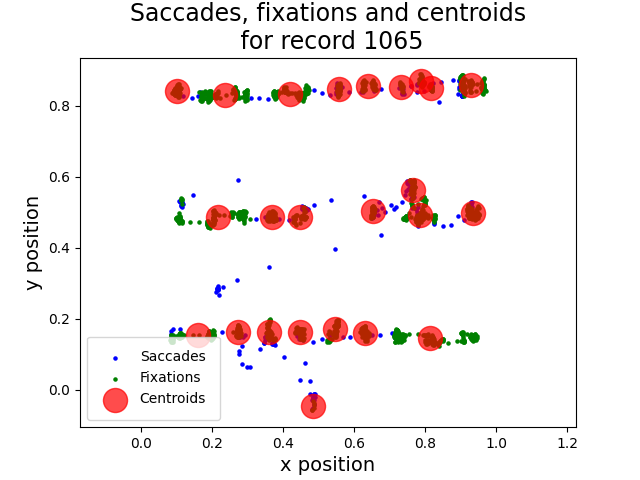 Saccades, fixations and centroids
for record 1065
y position
0.8
0.6
0.4
0.2
0.0
Saccades
Fixations
Centroids
0.0 0.2 0.4 0.6 0.8 1.0 1.2
x position